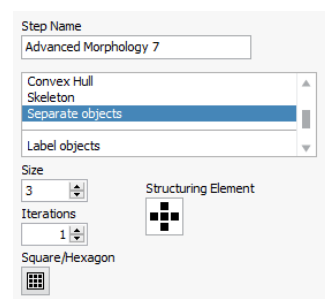 Step Name
Advanced Morphology 7
Convex Hull
Skeleton
Separate objects
Label objects
Size
3
Structuring Element
Iterations
1
Square/Hexagon